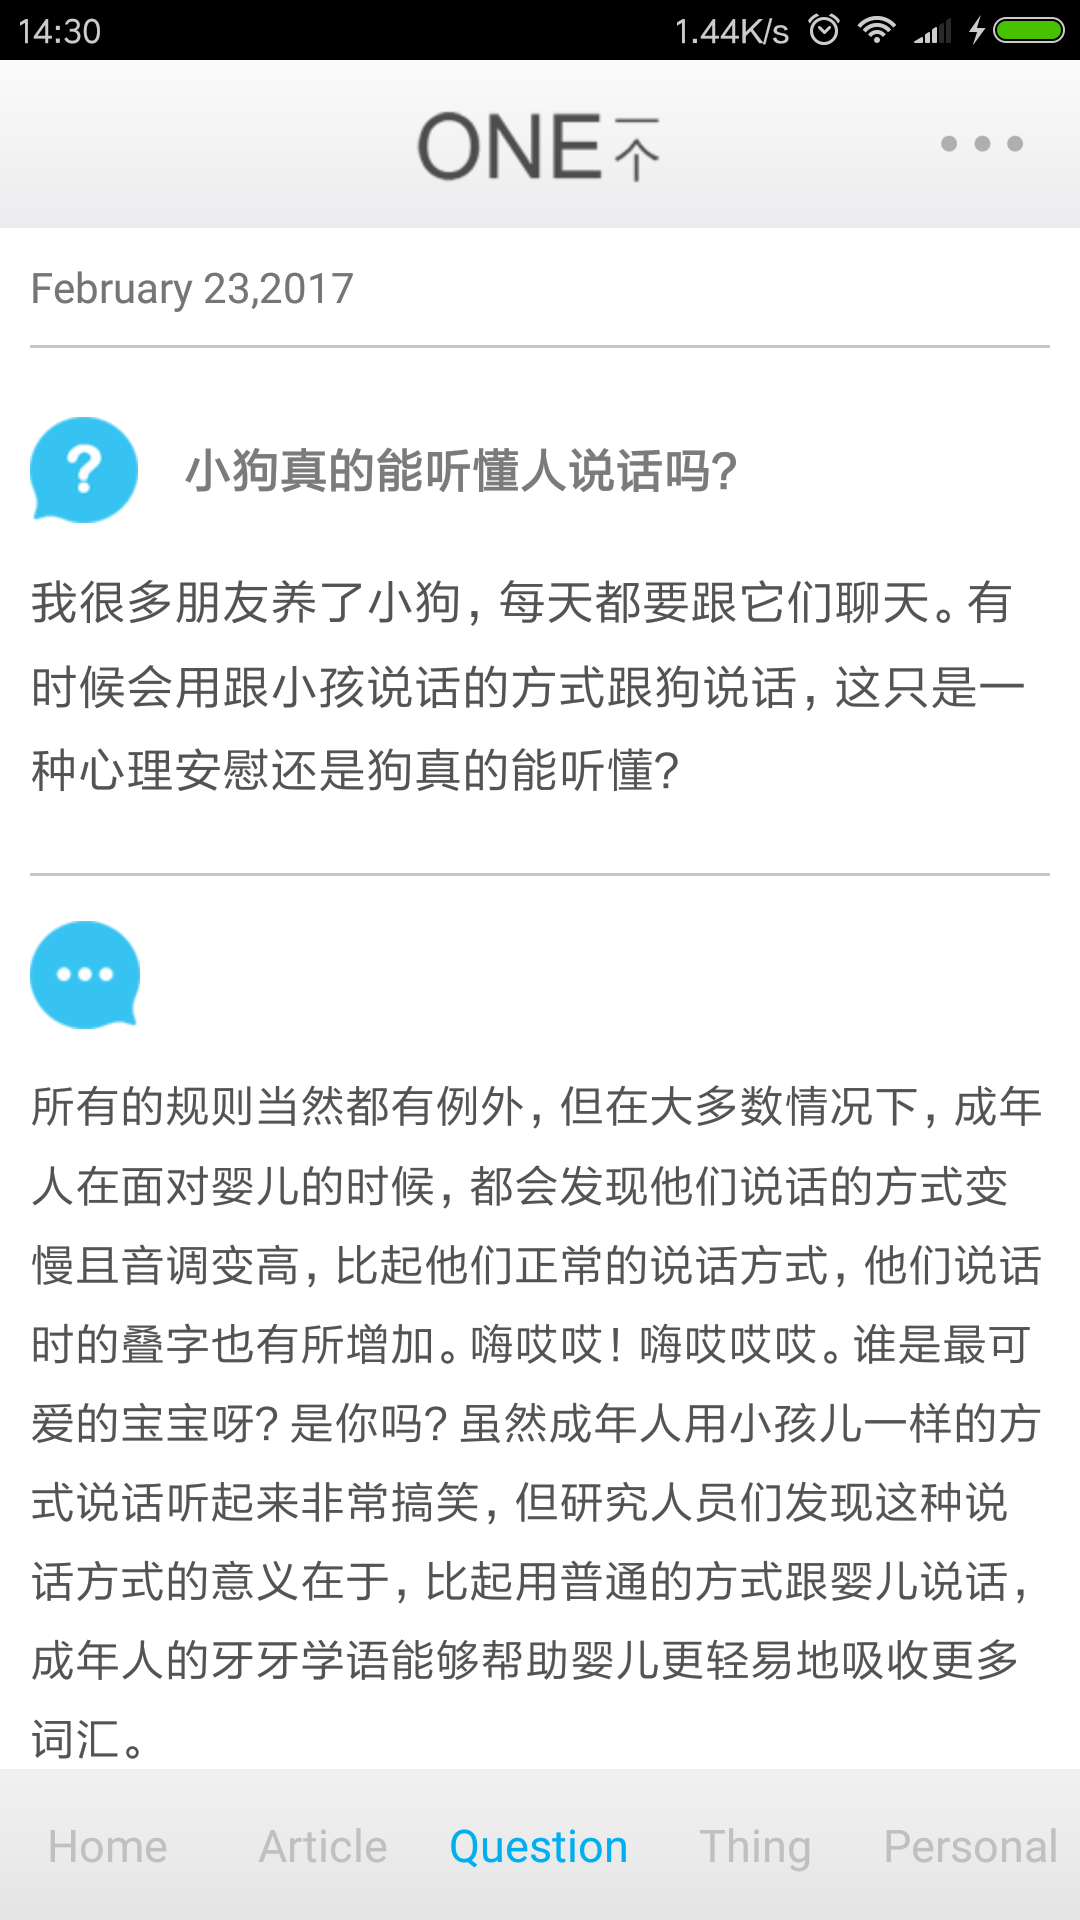 14:30 1.44K/s
ONE一个
February 23,2017
小狗真的能听懂人说话吗?
我很多朋友养了小狗，每天都要跟它们聊天。有
时候会用跟小孩说话的方式跟狗说话，这只是一
种心理安慰还是狗真的能听懂?
所有的规则当然都有例外，但在大多数情况下，成年
人在面对婴儿的时候，都会发现他们说话的方式变
慢且音调变高，比起他们正常的说话方式，他们说话
时的叠字也有所增加。嗨哎哎！嗨哎哎哎。谁是最可
爱的宝宝呀? 是你吗? 虽然成年人用小孩儿一样的方
式说话听起来非常搞笑，但研究人员们发现这种说
话方式的意义在于，比起用普通的方式跟婴儿说话，
成年人的牙牙学语能够帮助婴儿更轻易地吸收更多
词汇。
Home Article Question Thing Personal